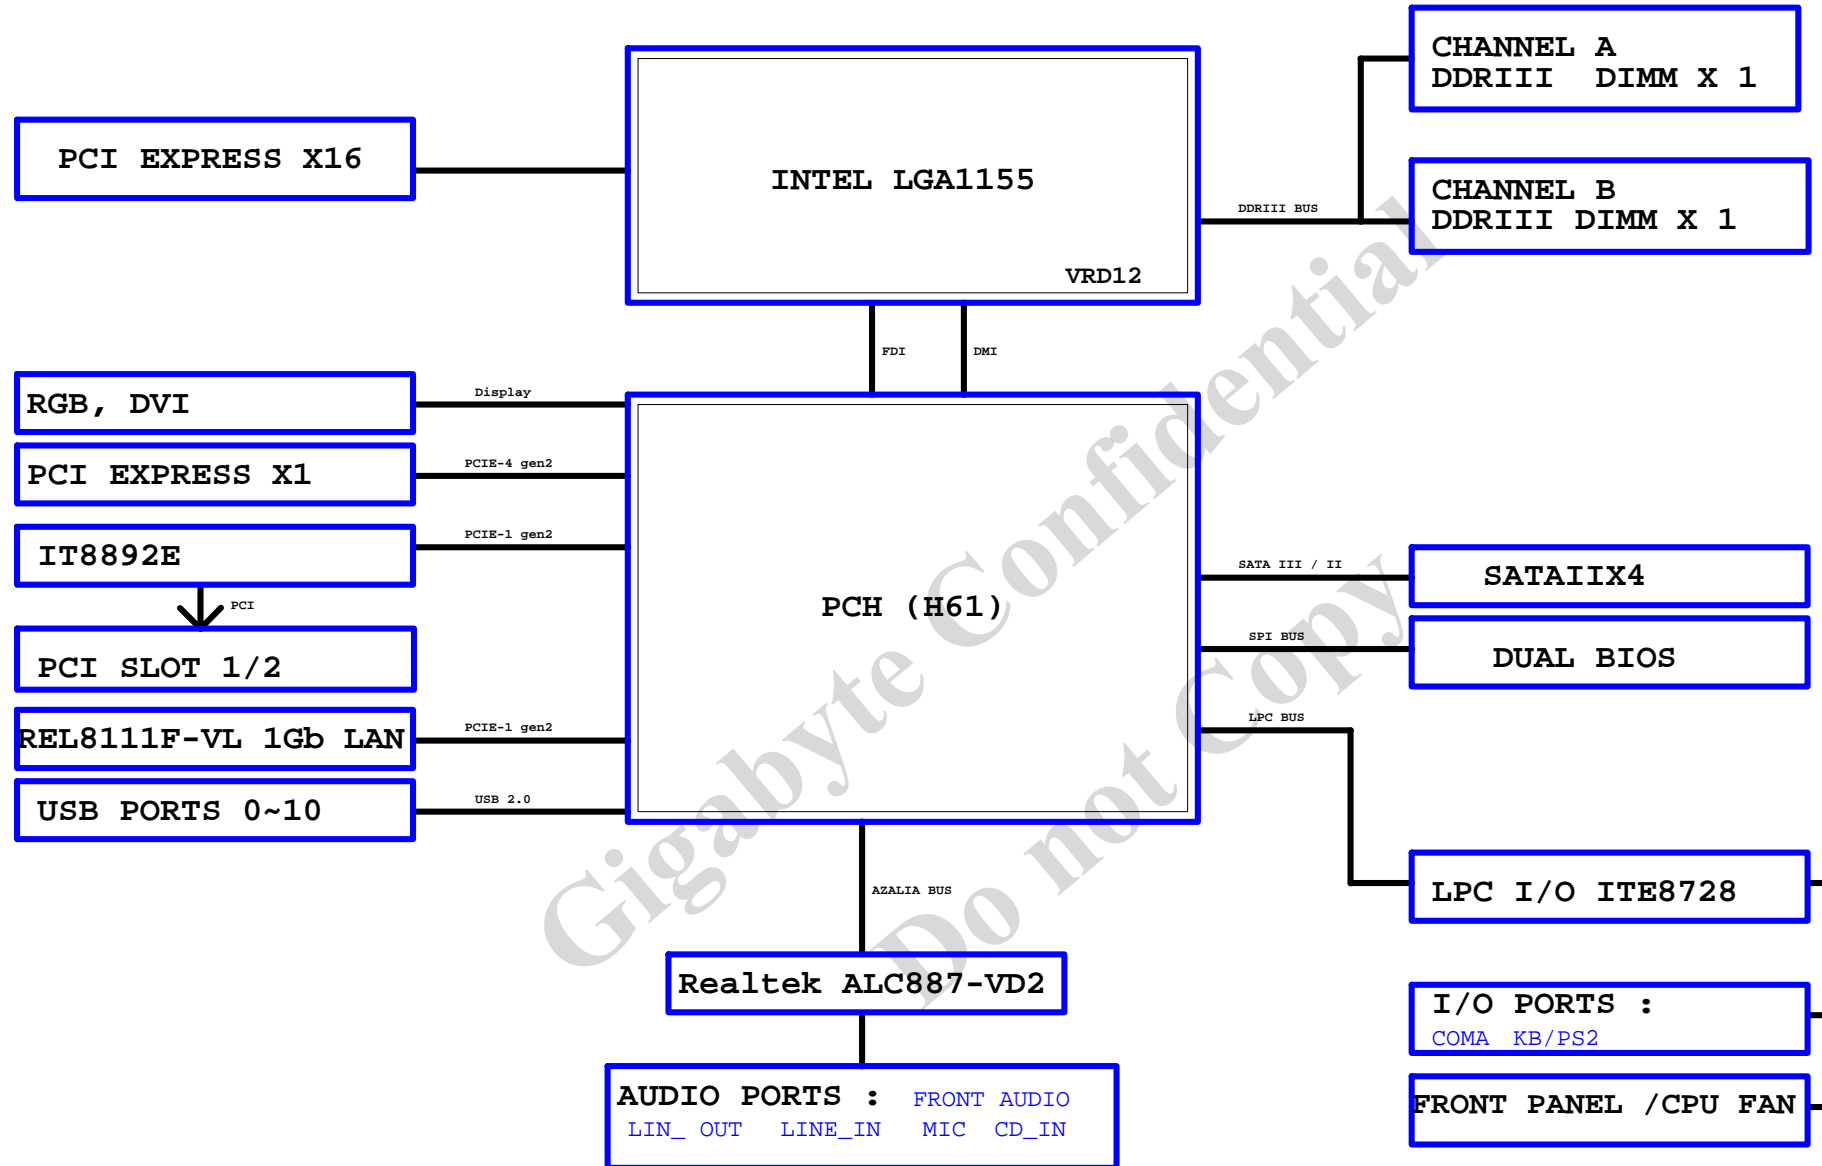 CHANNEL A
DDRIII DIMM X 1
PCI EXPRESS X16
INTEL LGA1155
CHANNEL B
DDRIII DIMM X 1
DDRIII BUS
VRD12
FDI
DMI
RGB, DVI
Display
PCI EXPRESS X1
PCIE-4 gen2
IT8892E
PCIE-1 gen2
PCI
PCI SLOT 1/2
REL8111F-VL 1Gb LAN
PCIE-1 gen2
USB PORTS 0~10
USB 2.0
PCH (H61)
SATA III / II
SATAIIX4
SPI BUS
DUAL BIOS
LPC BUS
LPC I/O ITE8728
AZALIA BUS
Realtek ALC887-VD2
I/O PORTS :
COMA KB/PS2
AUDIO PORTS : FRONT AUDIO
LIN_ OUT LINE_IN MIC CD_IN
FRONT PANEL /CPU FAN
Gigabyte Confidential
Do not Copy